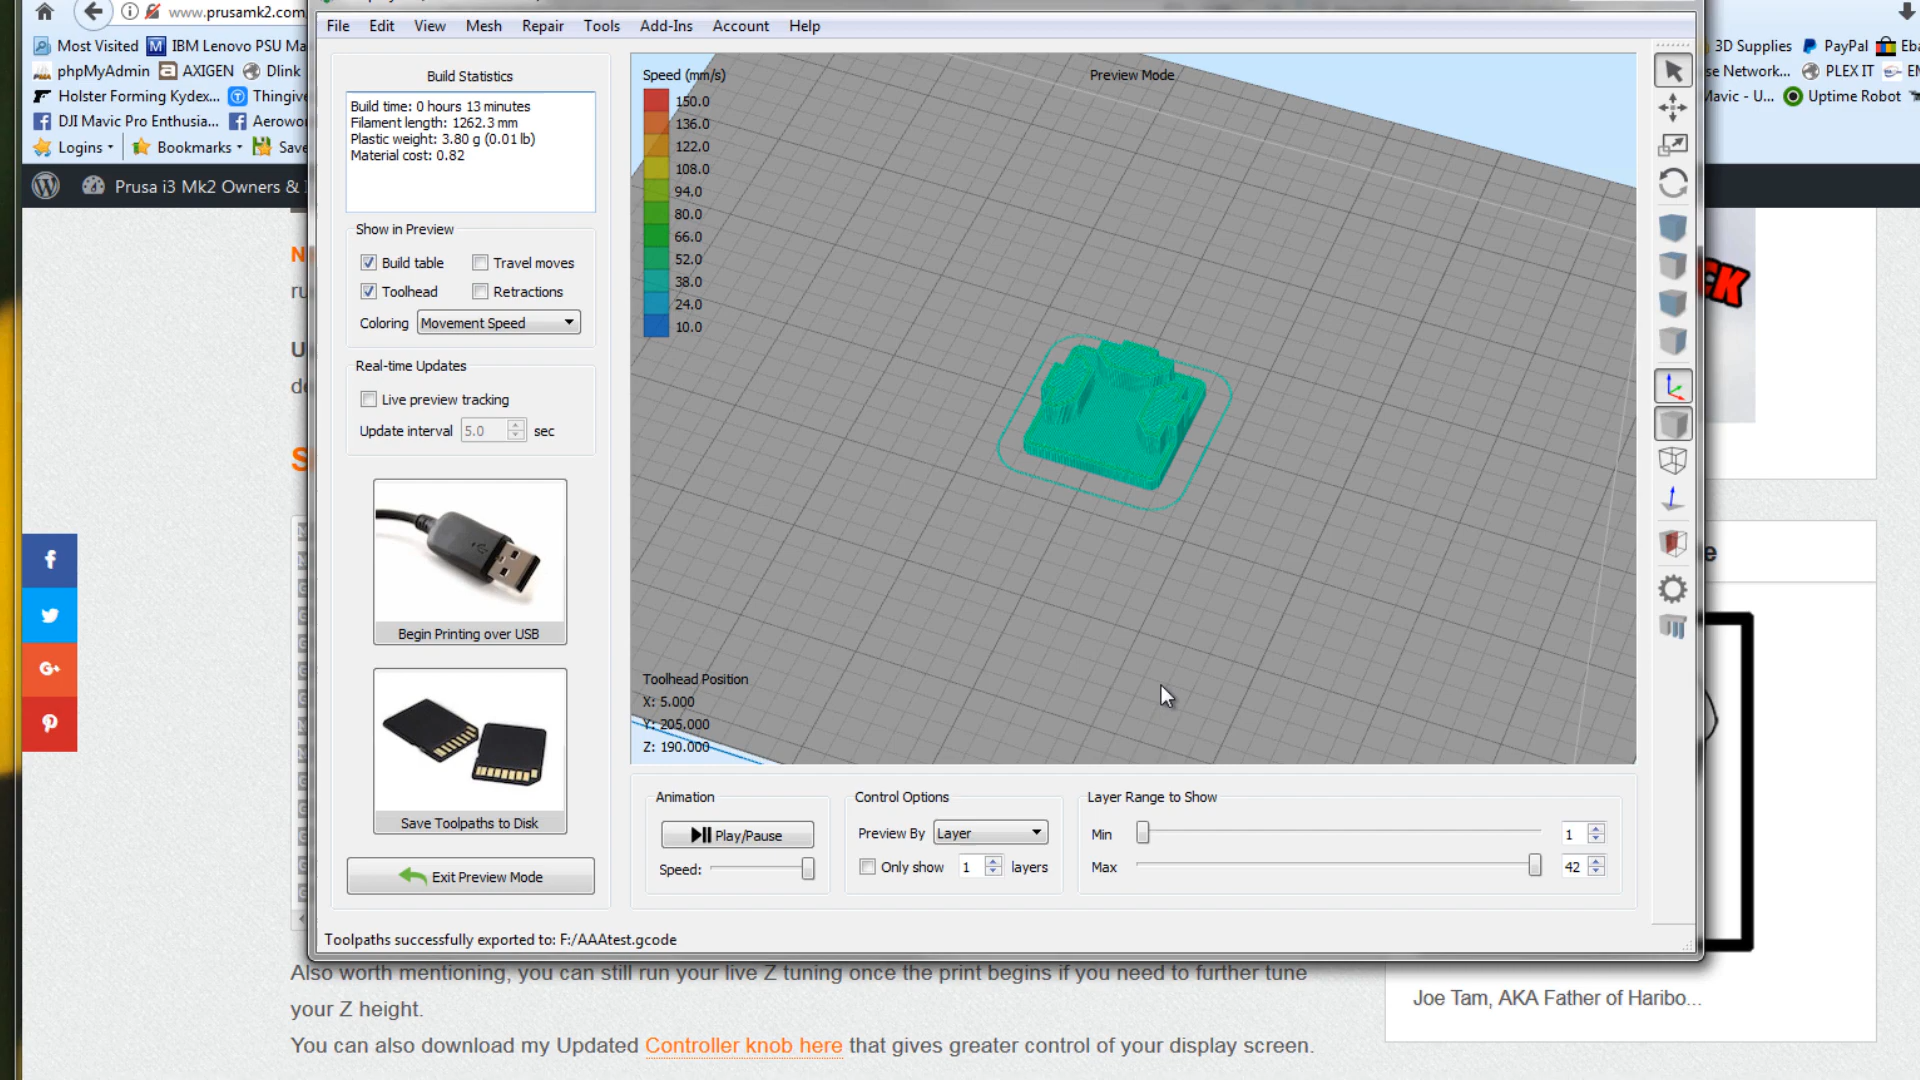 www.prusamk2.com
File Edit View Mesh Repair Tools Add-Ins Account Help
Most Visited IBM Lenovo PSU Ma
3D Supplies PayPal Eba
phpMyAdmin AXIGEN Dlink
se Network... PLEX IT EM
Holster Forming Kydex... Thingive
Mavic - U... Uptime Robot
DJI Mavic Pro Enthusia... Aerowo
Logins Bookmarks Save
Prusa i3 Mk2 Owners &
Build Statistics
Build time: 0 hours 13 minutes
Filament length: 1262.3 mm
Plastic weight: 3.80 g (0.01 lb)
Material cost: 0.82
Show in Preview
Build table Travel moves
Toolhead Retractions
Coloring Movement Speed
Real-time Updates
Live preview tracking
Update interval 5.0 sec
Begin Printing over USB
Save Toolpaths to Disk
Exit Preview Mode
Speed (mm/s)
150.0
136.0
122.0
108.0
94.0
80.0
66.0
52.0
38.0
24.0
10.0
Preview Mode
Toolhead Position
X: 5.000
Y: 205.000
Z: 190.000
Animation
Play/Pause
Speed:
Control Options
Preview By Layer
Only show 1 layers
Layer Range to Show
Min 1
Max 42
Toolpaths successfully exported to: F:/AAAtest.gcode
N
ru
U
de
S
CK
e
Also worth mentioning, you can still run your live Z tuning once the print begins if you need to further tune
your Z height.
You can also download my Updated Controller knob here that gives greater control of your display screen.
Joe Tam, AKA Father of Haribo...